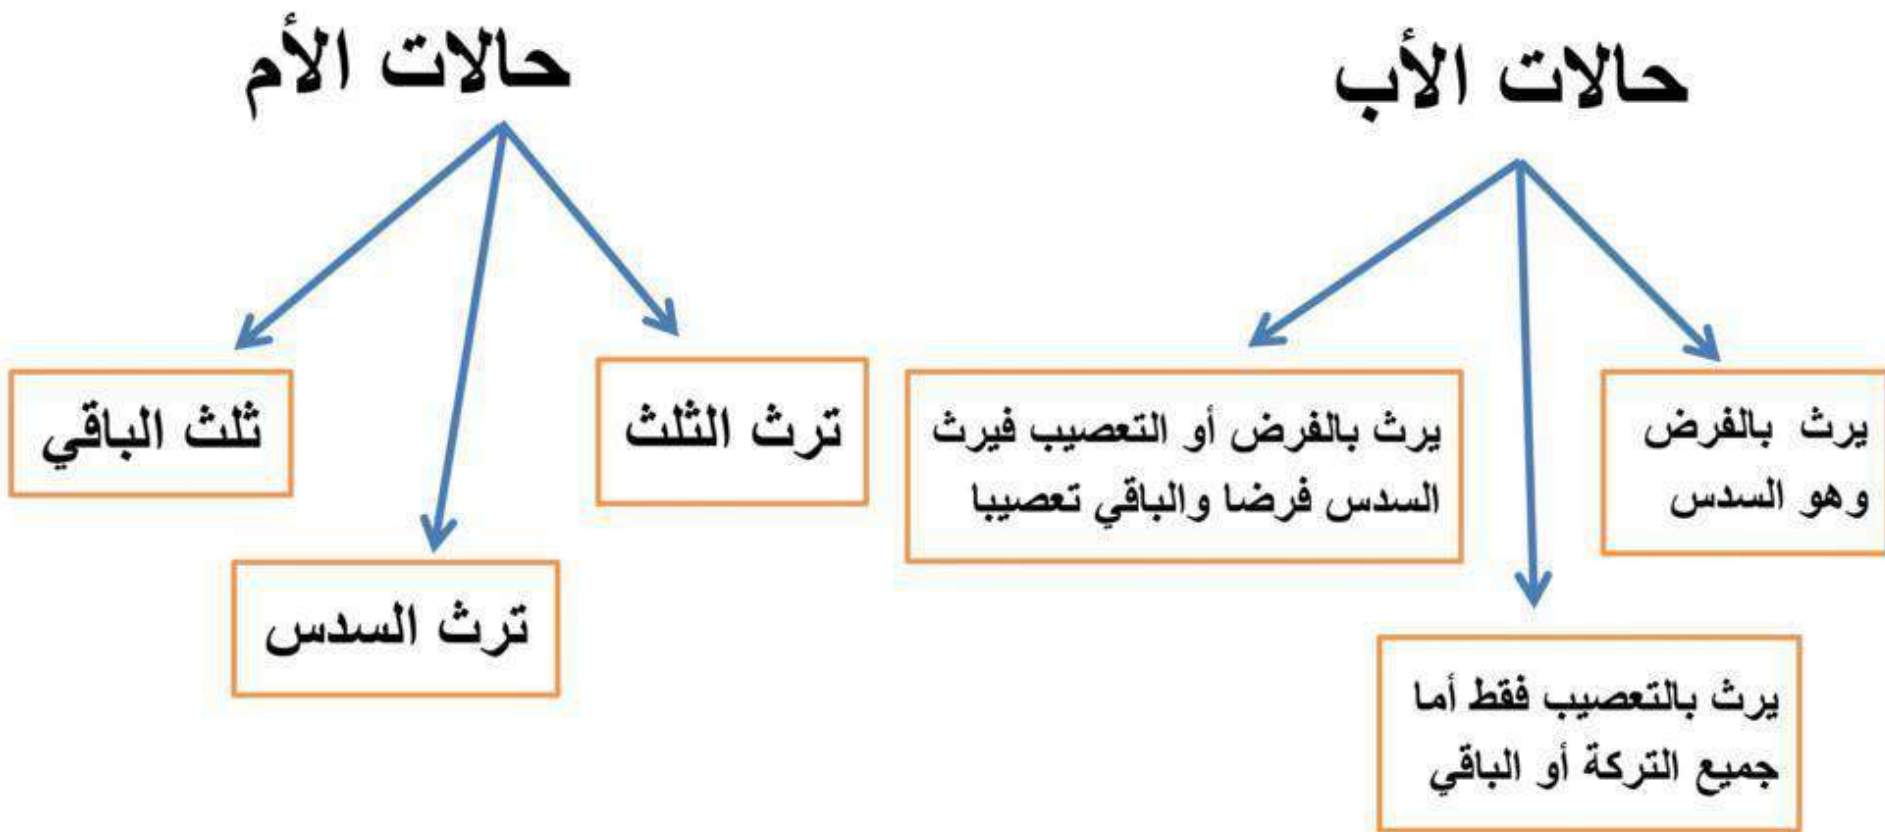 حالات الأب
يرث بالفرض
وهو السدس
يرث بالفرض أو التعصيب فيرث
السدس فرضا والباقي تعصيبا
يرث بالتعصيب فقط أما
جميع التركة أو الباقي
حالات الأم
ترث الثلث
ترث السدس
ثلث الباقي